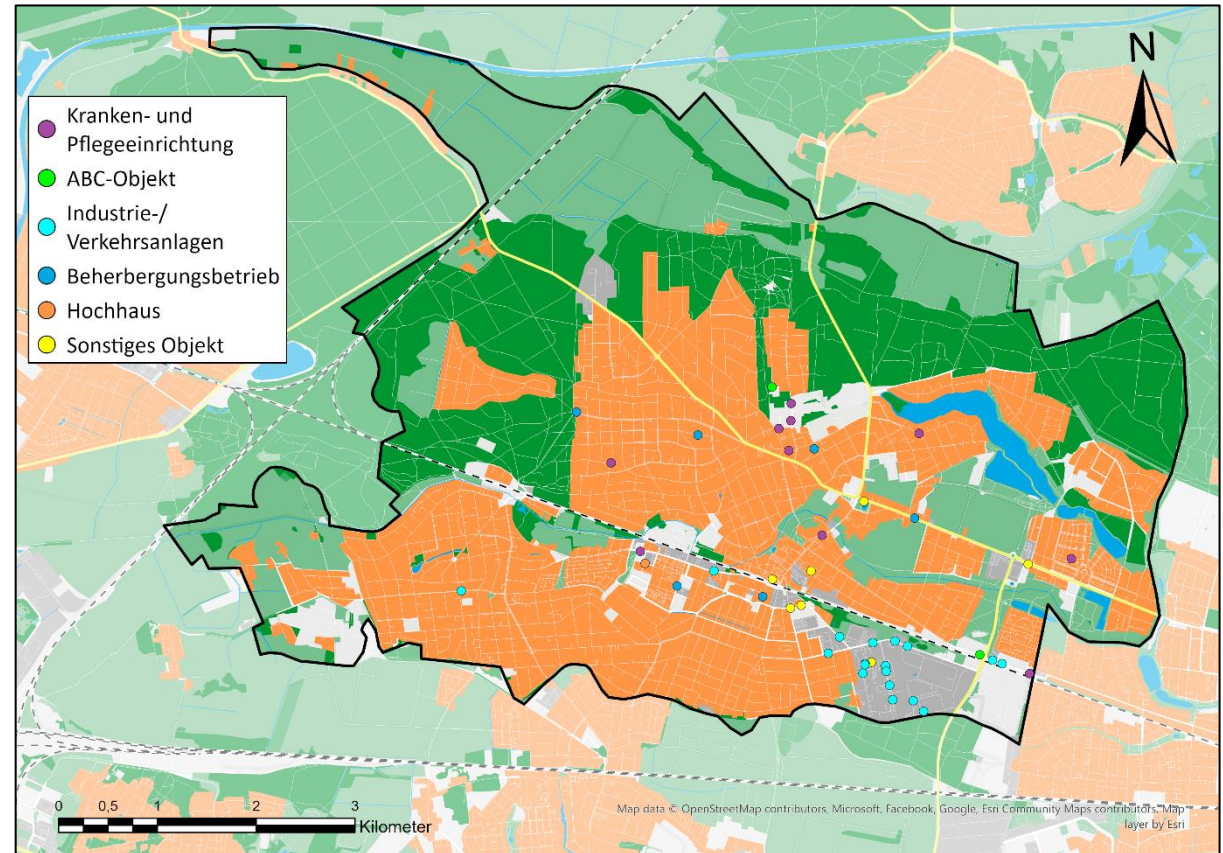 N
Kranken- und
Pflegeeinrichtung
ABC-Objekt
Industrie-/
Verkehrsanlagen
Beherbergungsbetrieb
Hochhaus
Sonstiges Objekt
0 0,5 1 2 3
Kilometer
Map data © OpenStreetMap contributors, Microsoft, Facebook, Google, Esri Community Maps contributors, Map
layer by Esri